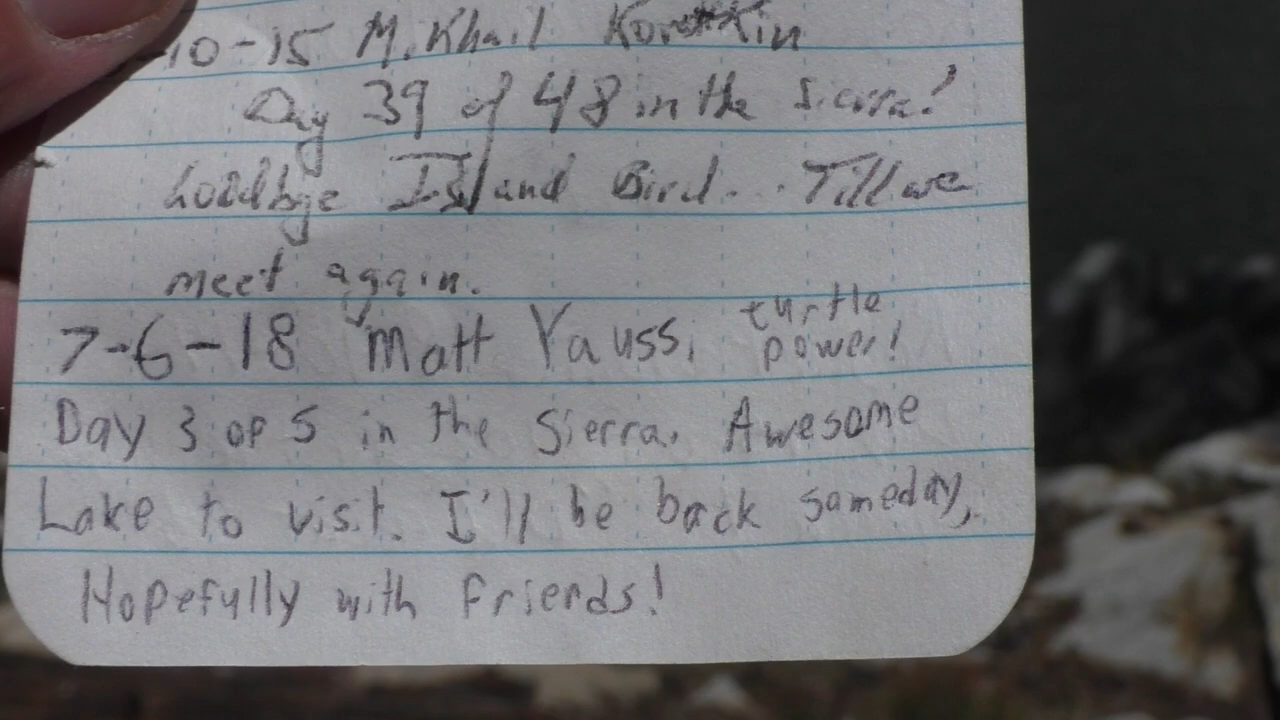 10-15 Mikhail
Day 39 of 48 in the Sierra!
Goodbye Island Bird... Till we
meet again.
7-6-18 Matt Yauss, turtle power!
Day 3 of 5 in the Sierra. Awesome
Lake to visit. I'll be back someday,
Hopefully with friends!